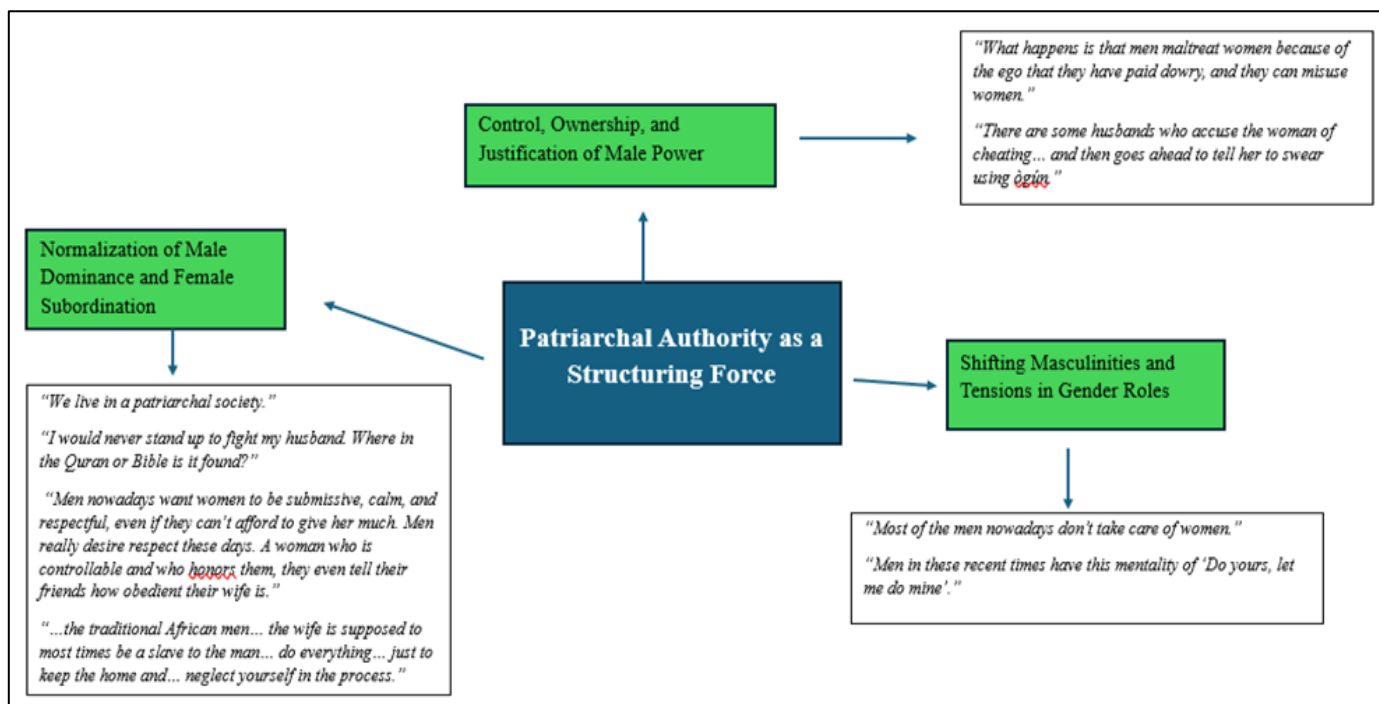 “What happens is that men maltreat women because of
the ego that they have paid dowry, and they can misuse
women.”
“There are some husbands who accuse the woman of
cheating… and then goes ahead to tell her to swear
using ògún.”
Control, Ownership, and
Justification of Male Power
Normalization of Male
Dominance and Female
Subordination
Patriarchal Authority as a
Structuring Force
Shifting Masculinities and
Tensions in Gender Roles
“We live in a patriarchal society.”
“I would never stand up to fight my husband. Where in
the Quran or Bible is it found?”
“Men nowadays want women to be submissive, calm, and
respectful, even if they can’t afford to give her much. Men
really desire respect these days. A woman who is
controllable and who honors them, they even tell their
friends how obedient their wife is.”
“…the traditional African men… the wife is supposed to
most times be a slave to the man… do everything… just to
keep the home and… neglect yourself in the process.”
“Most of the men nowadays don’t take care of women.”
“Men in these recent times have this mentality of ‘Do yours, let
me do mine’.”